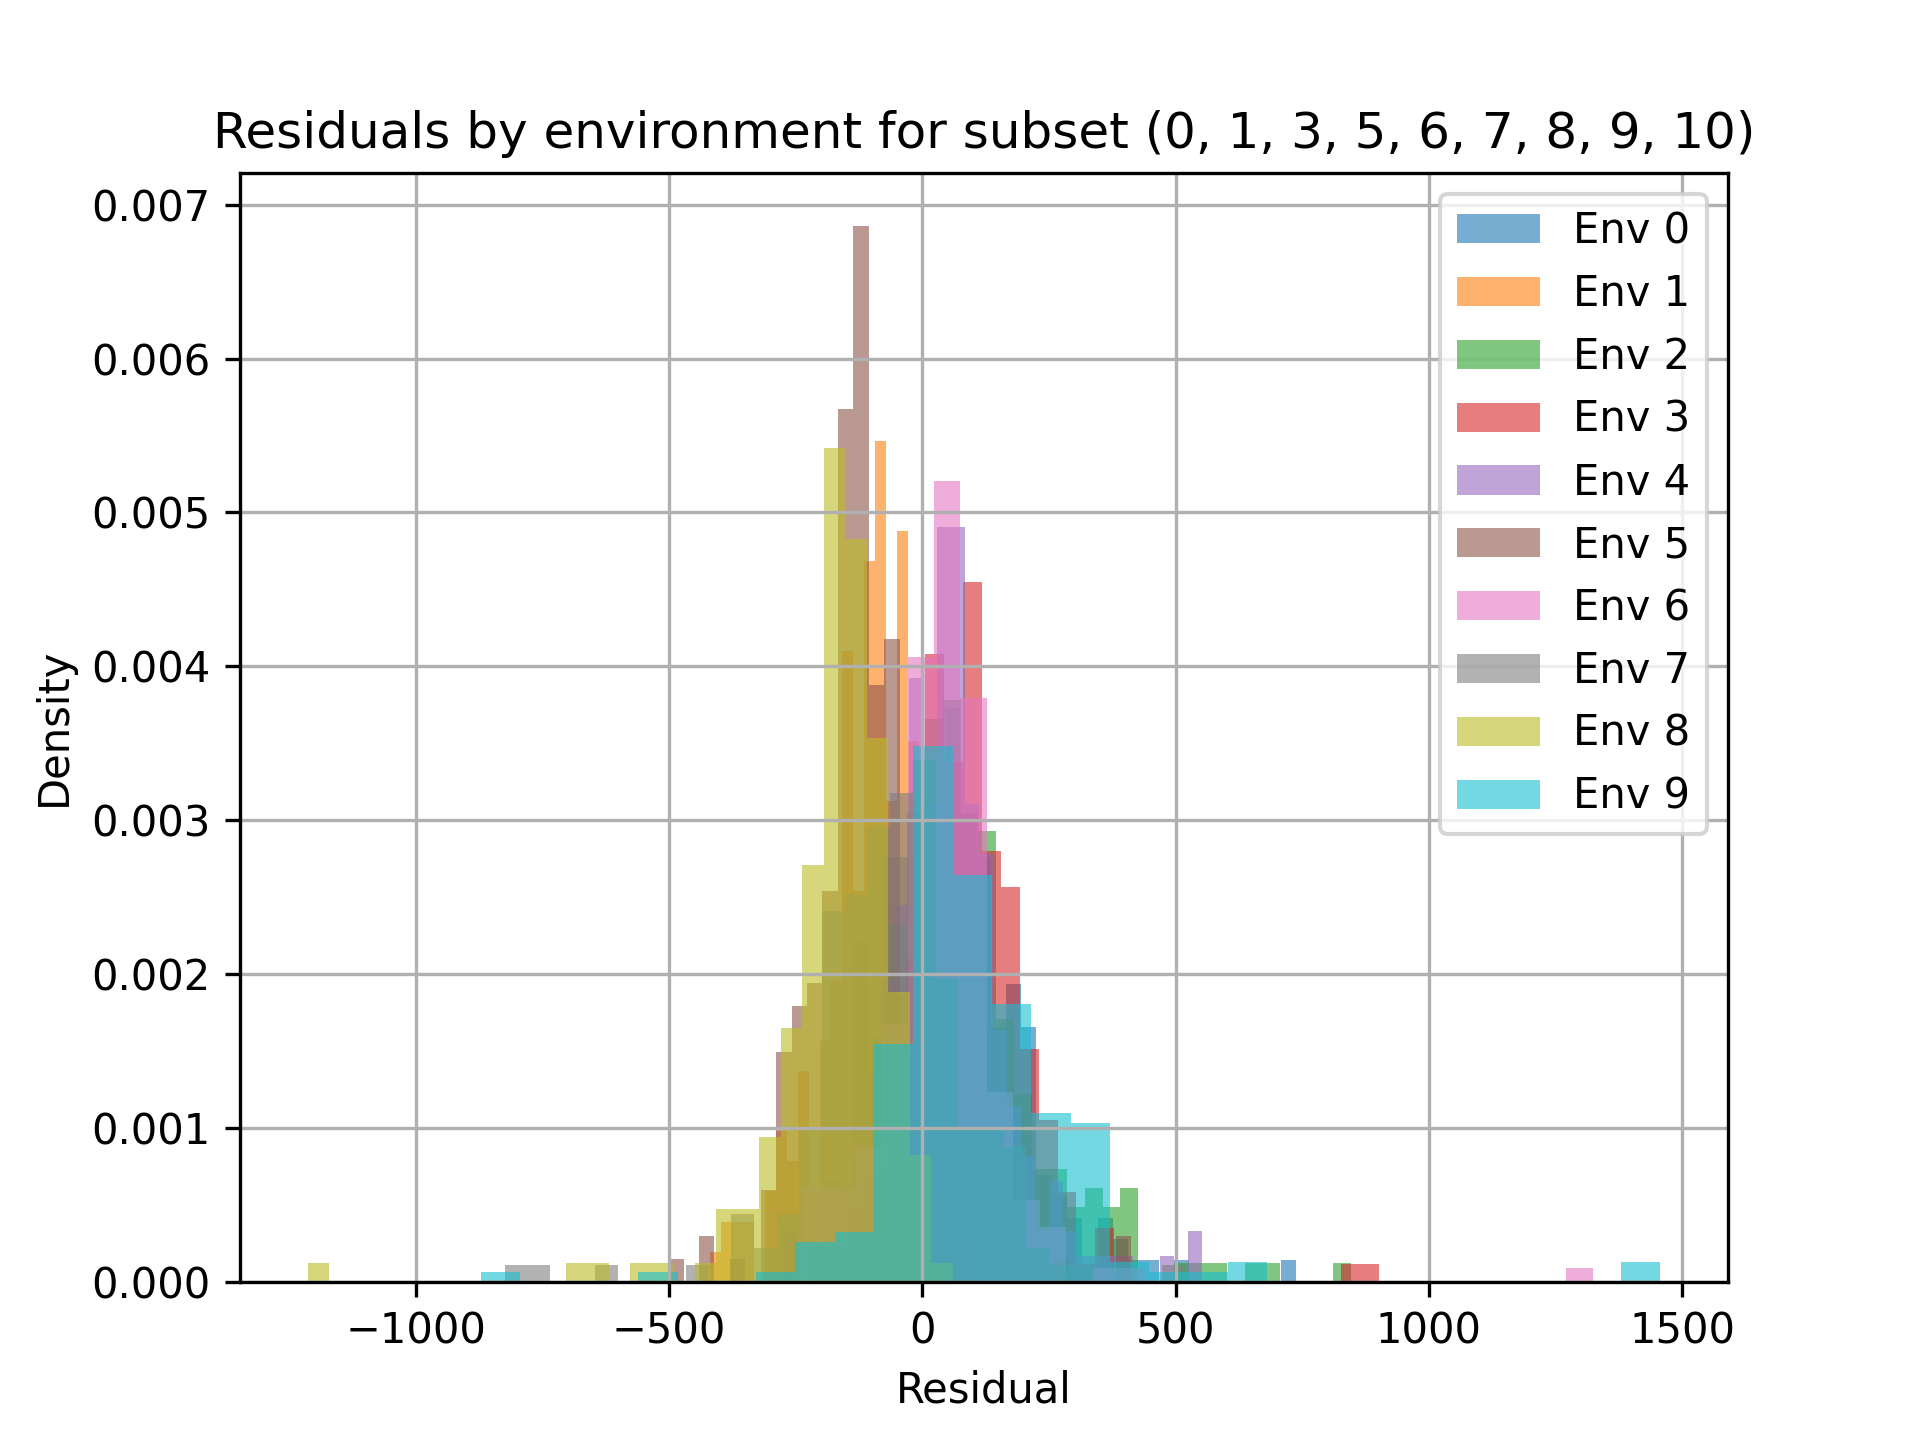 Residuals by environment for subset (0, 1, 3, 5, 6, 7, 8, 9, 10)
0.007
0.006
0.005
0.004
0.003
0.002
0.001
0.000
Density
Env 0
Env 1
Env 2
Env 3
Env 4
Env 5
Env 6
Env 7
Env 8
Env 9
−1000 −500 0 500 1000 1500
Residual